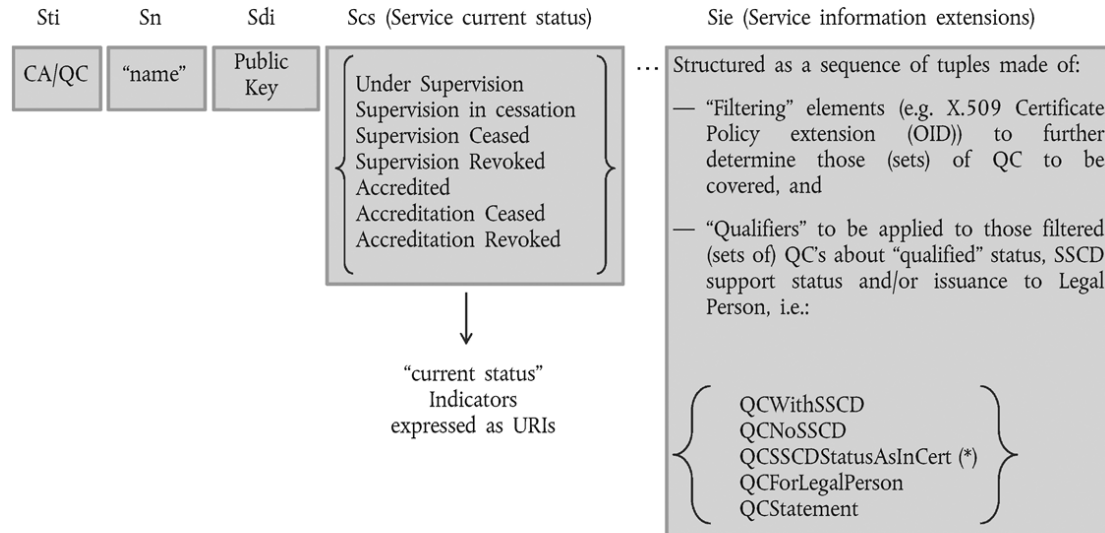 Sti Sn Sdi Scs (Service current status) Sie (Service information extensions)
CA/QC
“name”
Public
Key
Under Supervision
Supervision in cessation
Supervision Ceased
Supervision Revoked
Accredited
Accreditation Ceased
Accreditation Revoked
“current status”
Indicators
expressed as URIs
…
Structured as a sequence of tuples made of:
— “Filtering” elements (e.g. X.509 Certificate
Policy extension (OID)) to further
determine those (sets) of QC to be
covered, and
— “Qualifiers” to be applied to those filtered
(sets of) QC's about “qualified” status, SSCD
support status and/or issuance to Legal
Person, i.e.:
QCWithSSCD
QCNoSSCD
QCSSCDStatusAsInCert (*)
QCForLegalPerson
QCStatement